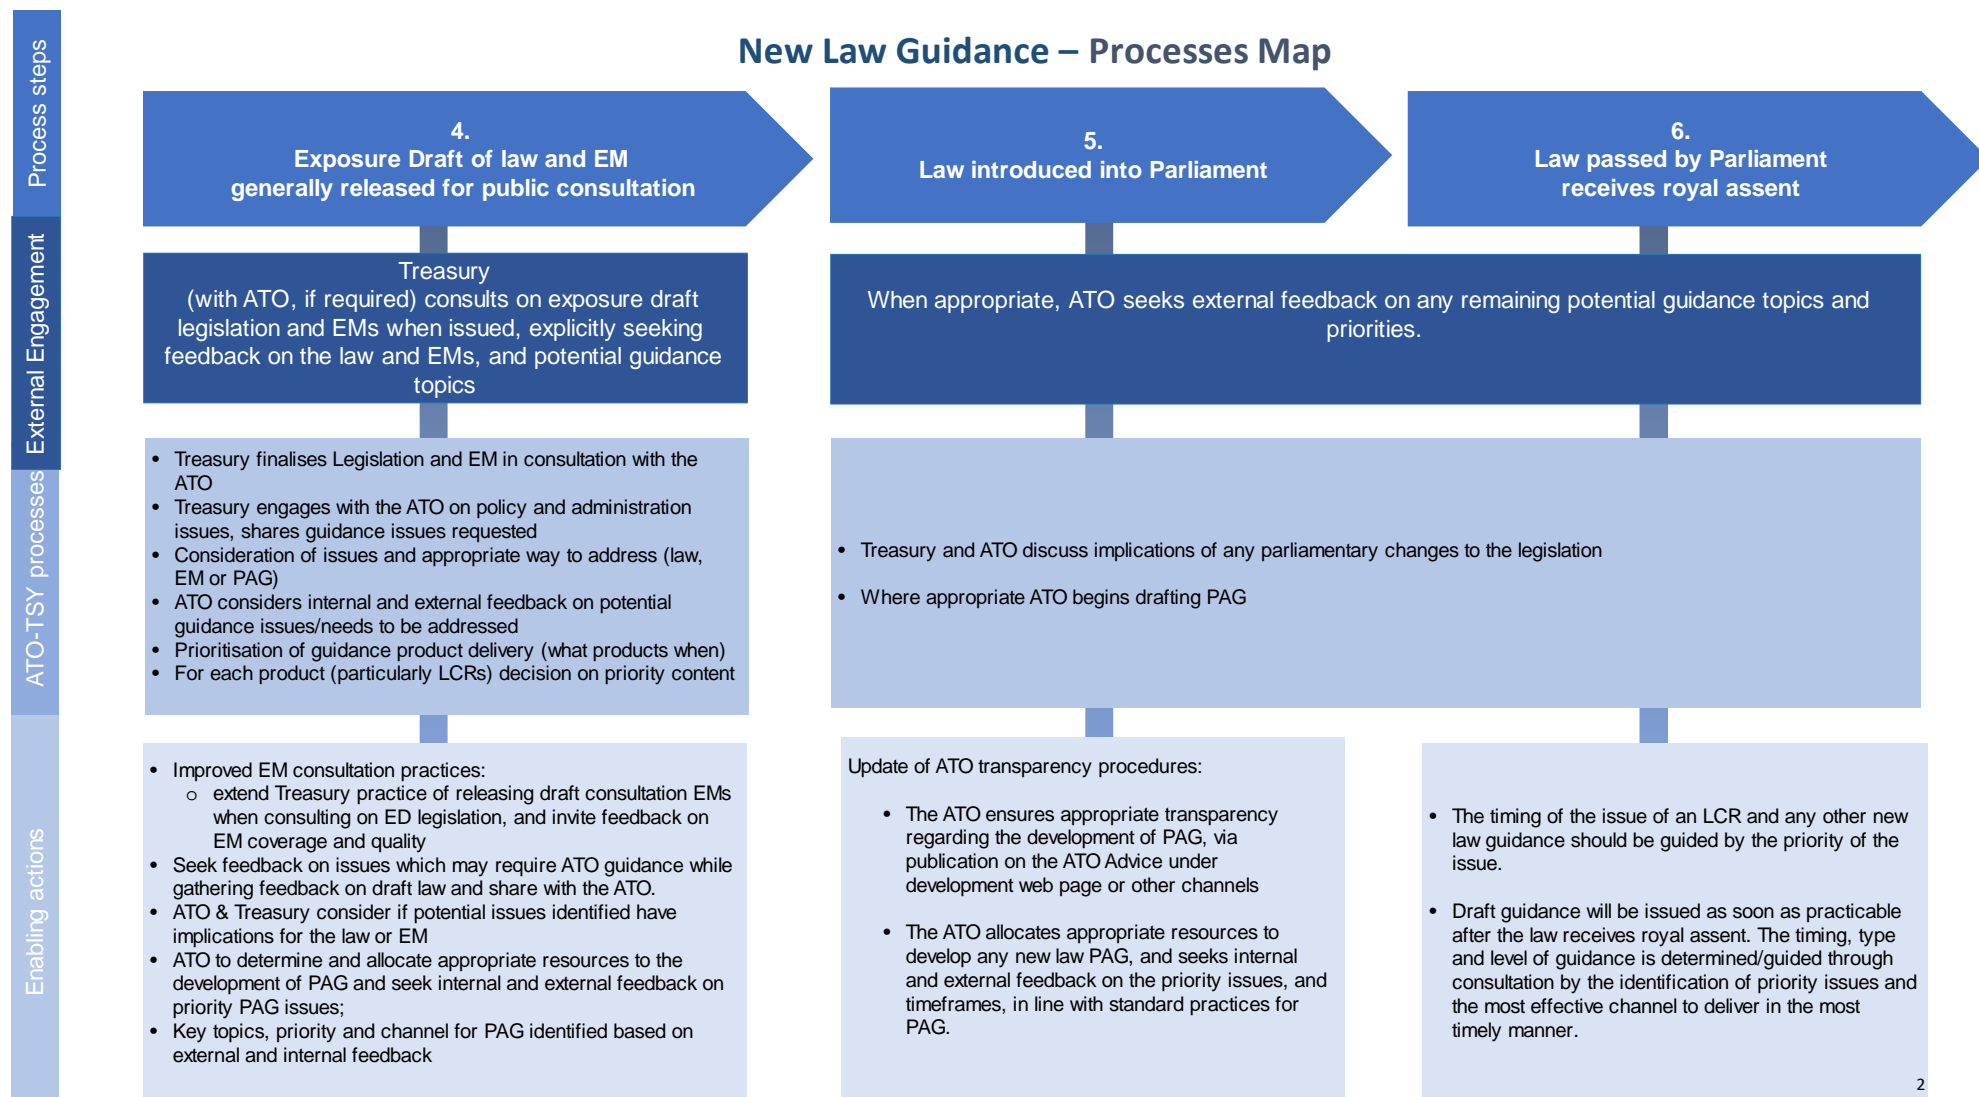 New Law Guidance – Processes Map
Process steps
4.
Exposure Draft of law and EM
generally released for public consultation
5.
Law introduced into Parliament
6.
Law passed by Parliament
receives royal assent
External Engagement
Treasury
(with ATO, if required) consults on exposure draft
legislation and EMs when issued, explicitly seeking
feedback on the law and EMs, and potential guidance
topics
When appropriate, ATO seeks external feedback on any remaining potential guidance topics and
priorities.
ATO-TSY processes
• Treasury finalises Legislation and EM in consultation with the
ATO
• Treasury engages with the ATO on policy and administration
issues, shares guidance issues requested
• Consideration of issues and appropriate way to address (law,
EM or PAG)
• ATO considers internal and external feedback on potential
guidance issues/needs to be addressed
• Prioritisation of guidance product delivery (what products when)
• For each product (particularly LCRs) decision on priority content
• Treasury and ATO discuss implications of any parliamentary changes to the legislation
• Where appropriate ATO begins drafting PAG
Enabling actions
• Improved EM consultation practices:
o extend Treasury practice of releasing draft consultation EMs
when consulting on ED legislation, and invite feedback on
EM coverage and quality
• Seek feedback on issues which may require ATO guidance while
gathering feedback on draft law and share with the ATO.
• ATO & Treasury consider if potential issues identified have
implications for the law or EM
• ATO to determine and allocate appropriate resources to the
development of PAG and seek internal and external feedback on
priority PAG issues;
• Key topics, priority and channel for PAG identified based on
external and internal feedback
Update of ATO transparency procedures:
• The ATO ensures appropriate transparency
regarding the development of PAG, via
publication on the ATO Advice under
development web page or other channels
• The ATO allocates appropriate resources to
develop any new law PAG, and seeks internal
and external feedback on the priority issues, and
timeframes, in line with standard practices for
PAG.
• The timing of the issue of an LCR and any other new
law guidance should be guided by the priority of the
issue.
• Draft guidance will be issued as soon as practicable
after the law receives royal assent. The timing, type
and level of guidance is determined/guided through
consultation by the identification of priority issues and
the most effective channel to deliver in the most
timely manner.
2